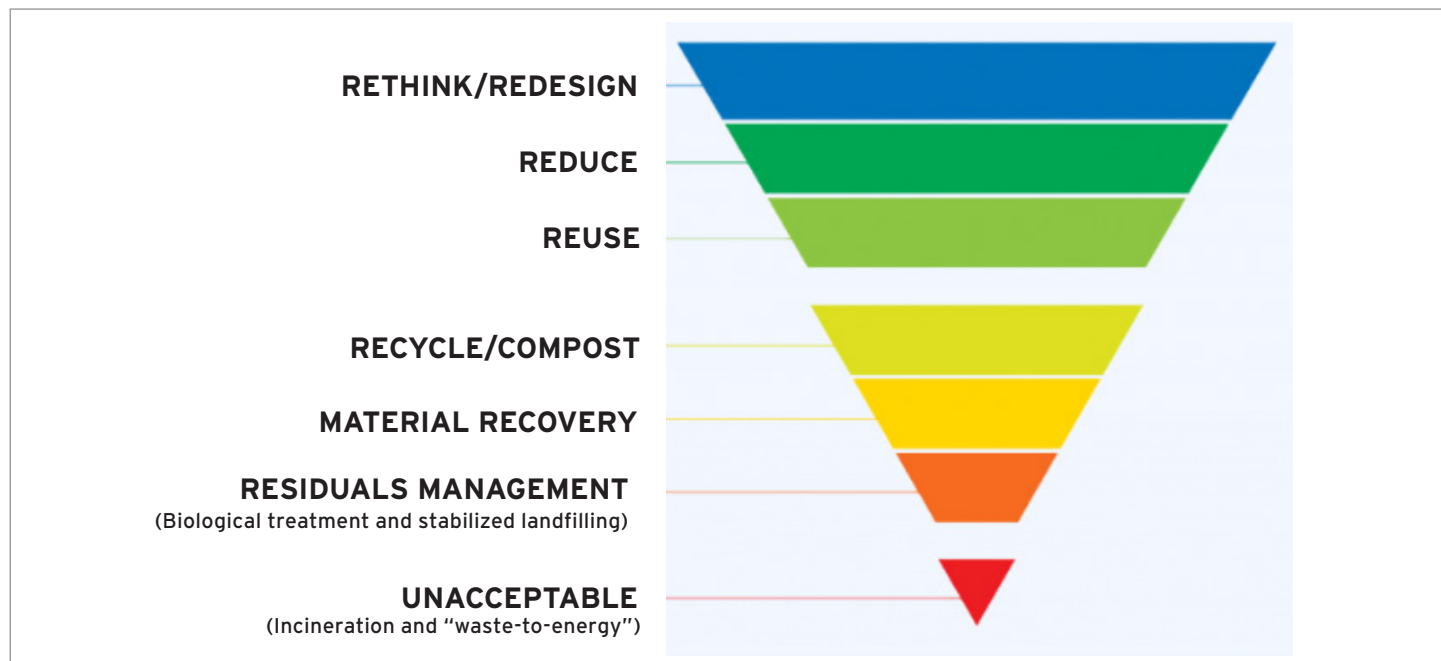 RETHINK/REDESIGN
REDUCE
REUSE
RECYCLE/COMPOST
MATERIAL RECOVERY
RESIDUALS MANAGEMENT
(Biological treatment and stabilized landfilling)
UNACCEPTABLE
(Incineration and “waste-to-energy”)